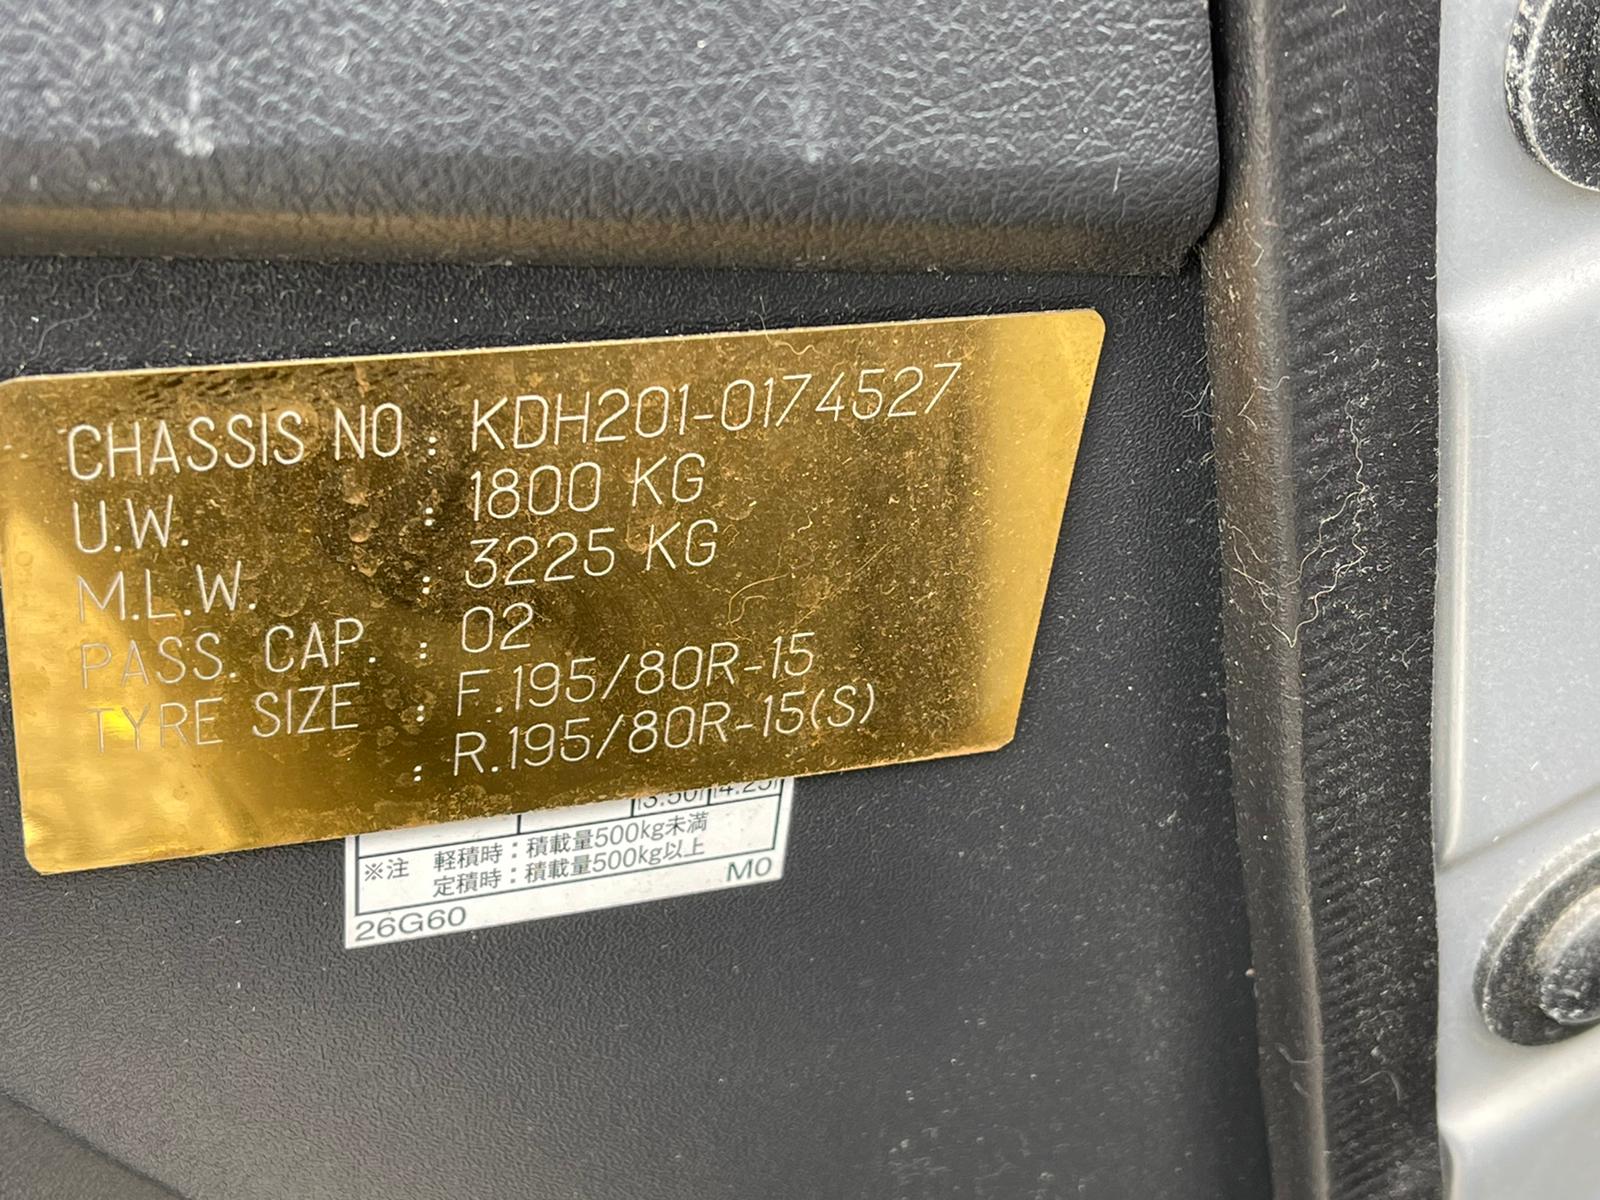 CHASSIS NO : KDH201-0174527
U.W. : 1800 KG
M.L.W. : 3225 KG
PASS. CAP. : 02
TYRE SIZE : F.195/80R-15
: R.195/80R-15(S)
※注 軽積時:積載量500kg未満
定積時:積載量500kg以上
M0
26G60